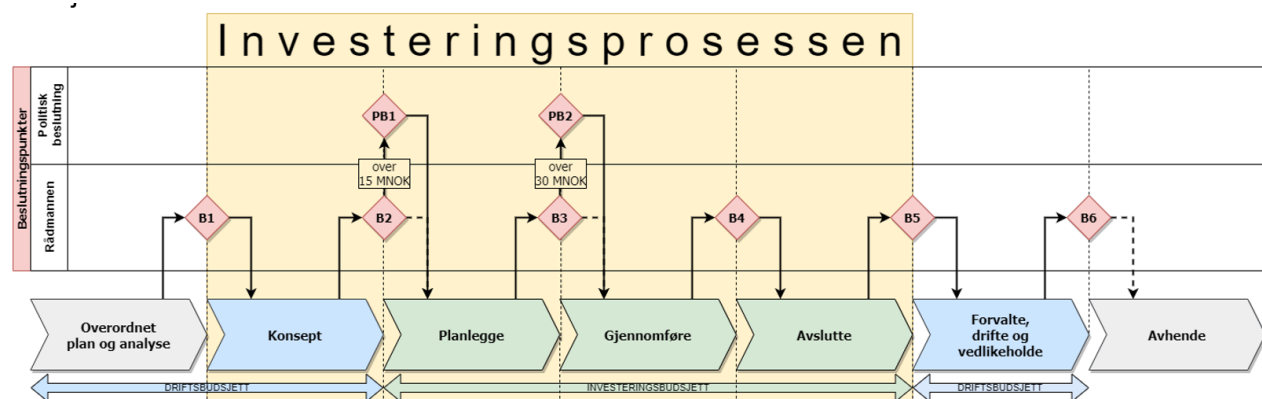 Investeringsprosessen
Beslutningspunkter
Politisk
beslutning
PB1
PB2
over
15 MNOK
over
30 MNOK
Rådmannen
B1
B2
B3
B4
B5
B6
Overordnet
plan og analyse
Konsept
Planlegge
Gjennomføre
Avslutte
Forvalte,
drifte og
vedlikeholde
Avhende
DRIFTSBUDSJETT
INVESTERINGSBUDSJETT
DRIFTSBUDSJETT